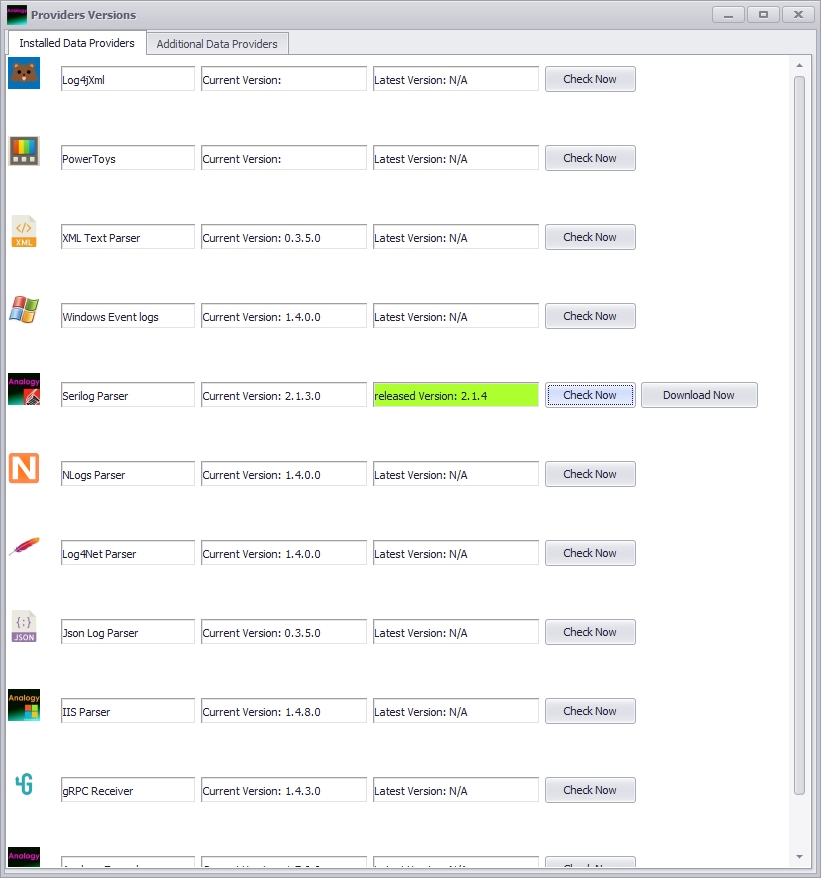 Providers Versions
Installed Data Providers Additional Data Providers
Log4jXml Current Version: Latest Version: N/A Check Now
PowerToys Current Version: Latest Version: N/A Check Now
XML
XML Text Parser Current Version: 0.3.5.0 Latest Version: N/A Check Now
Windows Event logs Current Version: 1.4.0.0 Latest Version: N/A Check Now
Analogy
Serilog Parser Current Version: 2.1.3.0 released Version: 2.1.4 Check Now Download Now
N
NLogs Parser Current Version: 1.4.0.0 Latest Version: N/A Check Now
Log4Net Parser Current Version: 1.4.0.0 Latest Version: N/A Check Now
JSON
Json Log Parser Current Version: 0.3.5.0 Latest Version: N/A Check Now
Analogy
IIS Parser Current Version: 1.4.8.0 Latest Version: N/A Check Now
gRPC Receiver Current Version: 1.4.3.0 Latest Version: N/A Check Now
Analogy